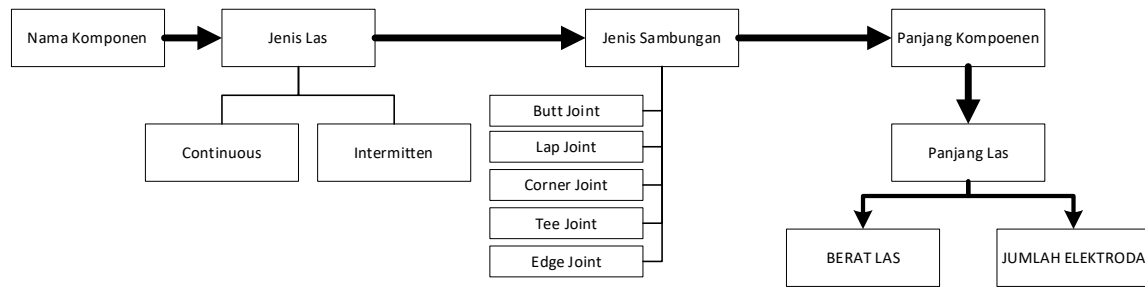 Nama Komponen
Jenis Las
Jenis Sambungan
Panjang Kompoenen
Continuous
Intermitten
Butt Joint
Lap Joint
Corner Joint
Tee Joint
Edge Joint
Panjang Las
BERAT LAS
JUMLAH ELEKTRODA